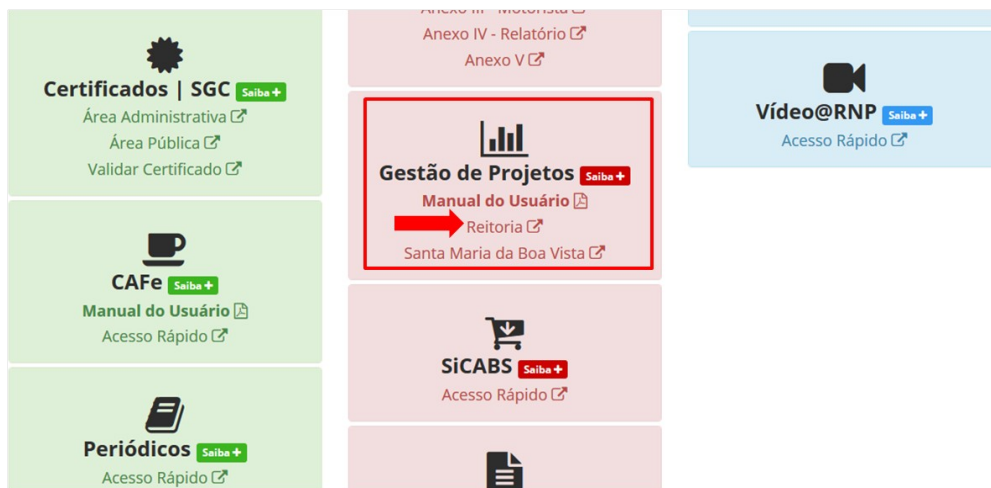 Certificados | SGC Saiba +
Área Administrativa
Área Pública
Validar Certificado
CAFe Saiba +
Manual do Usuário
Acesso Rápido
Periódicos Saiba +
Acesso Rápido
Anexo III - Motorista
Anexo IV - Relatório
Anexo V
Gestão de Projetos Saiba +
Manual do Usuário
Reitoria
Santa Maria da Boa Vista
SiCABS Saiba +
Acesso Rápido
Vídeo@RNP Saiba +
Acesso Rápido